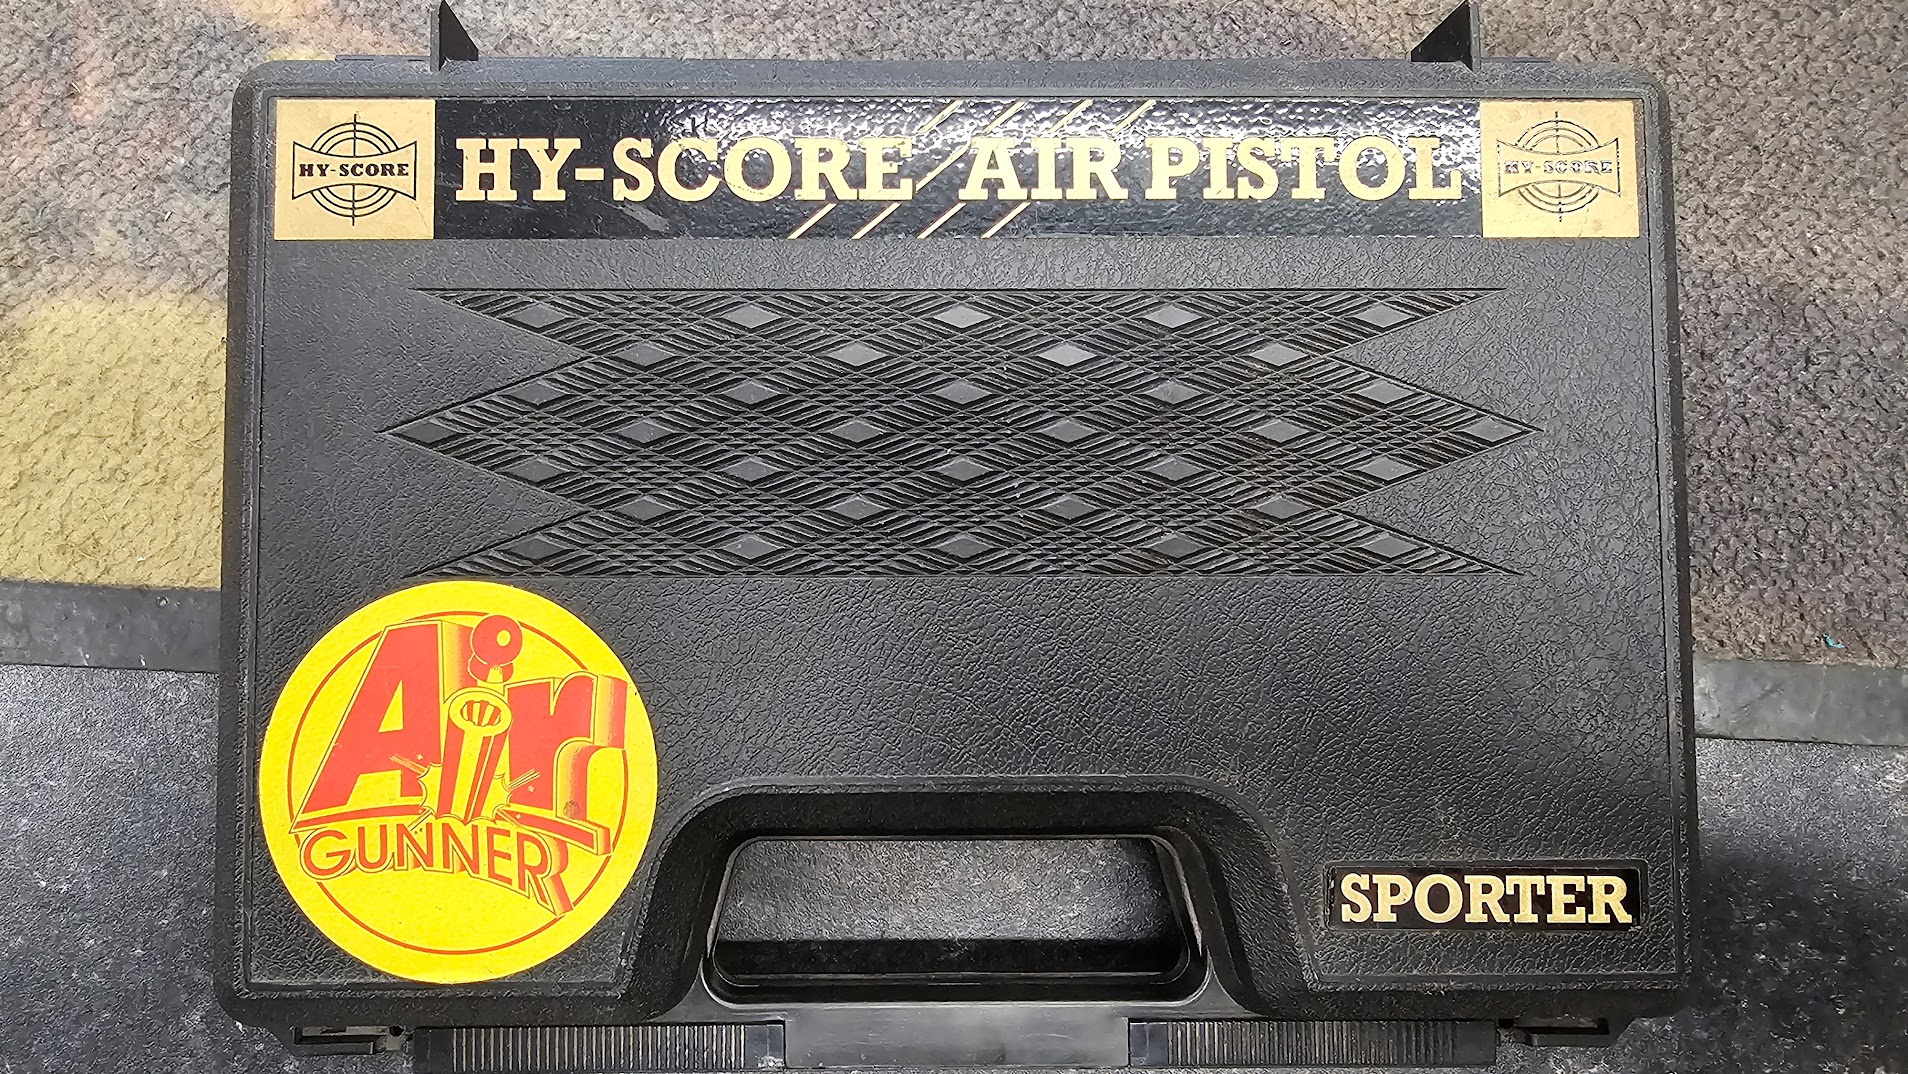 HY-SCORE
HY-SCORE AIR PISTOL
HY-SCORE
Air
GUNNER
SPORTER